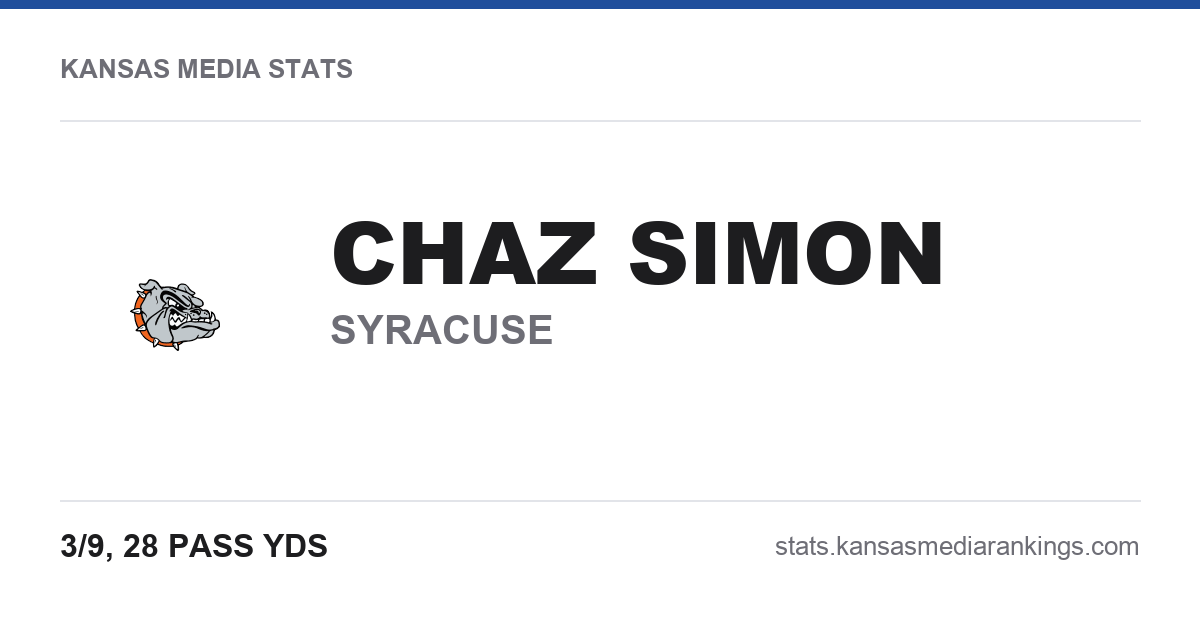 KANSAS MEDIA STATS
CHAZ SIMON
SYRACUSE
3/9, 28 PASS YDS
stats.kansasmediarankings.com